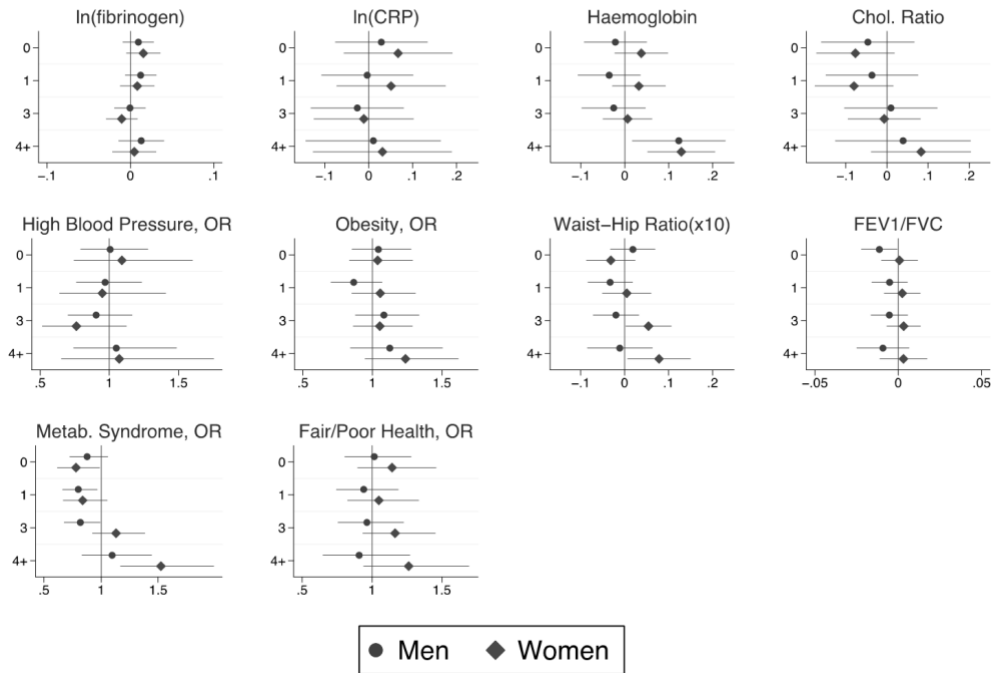 ln(fibrinogen) ln(CRP) Haemoglobin Chol. Ratio
0 0 0 0
1 1 1 1
3 3 3 3
4+ 4+ 4+ 4+
-.1 0 .1 -.1 0 .1 .2 -.1 0 .1 .2 -.1 0 .1 .2
High Blood Pressure, OR Obesity, OR Waist-Hip Ratio(x10) FEV1/FVC
0 0 0 0
1 1 1 1
3 3 3 3
4+ 4+ 4+ 4+
.5 1 1.5 .5 1 1.5 -.1 0 .1 .2 -.05 0 .05
Metab. Syndrome, OR Fair/Poor Health, OR
0 0
1 1
3 3
4+ 4+
.5 1 1.5 .5 1 1.5
Men Women